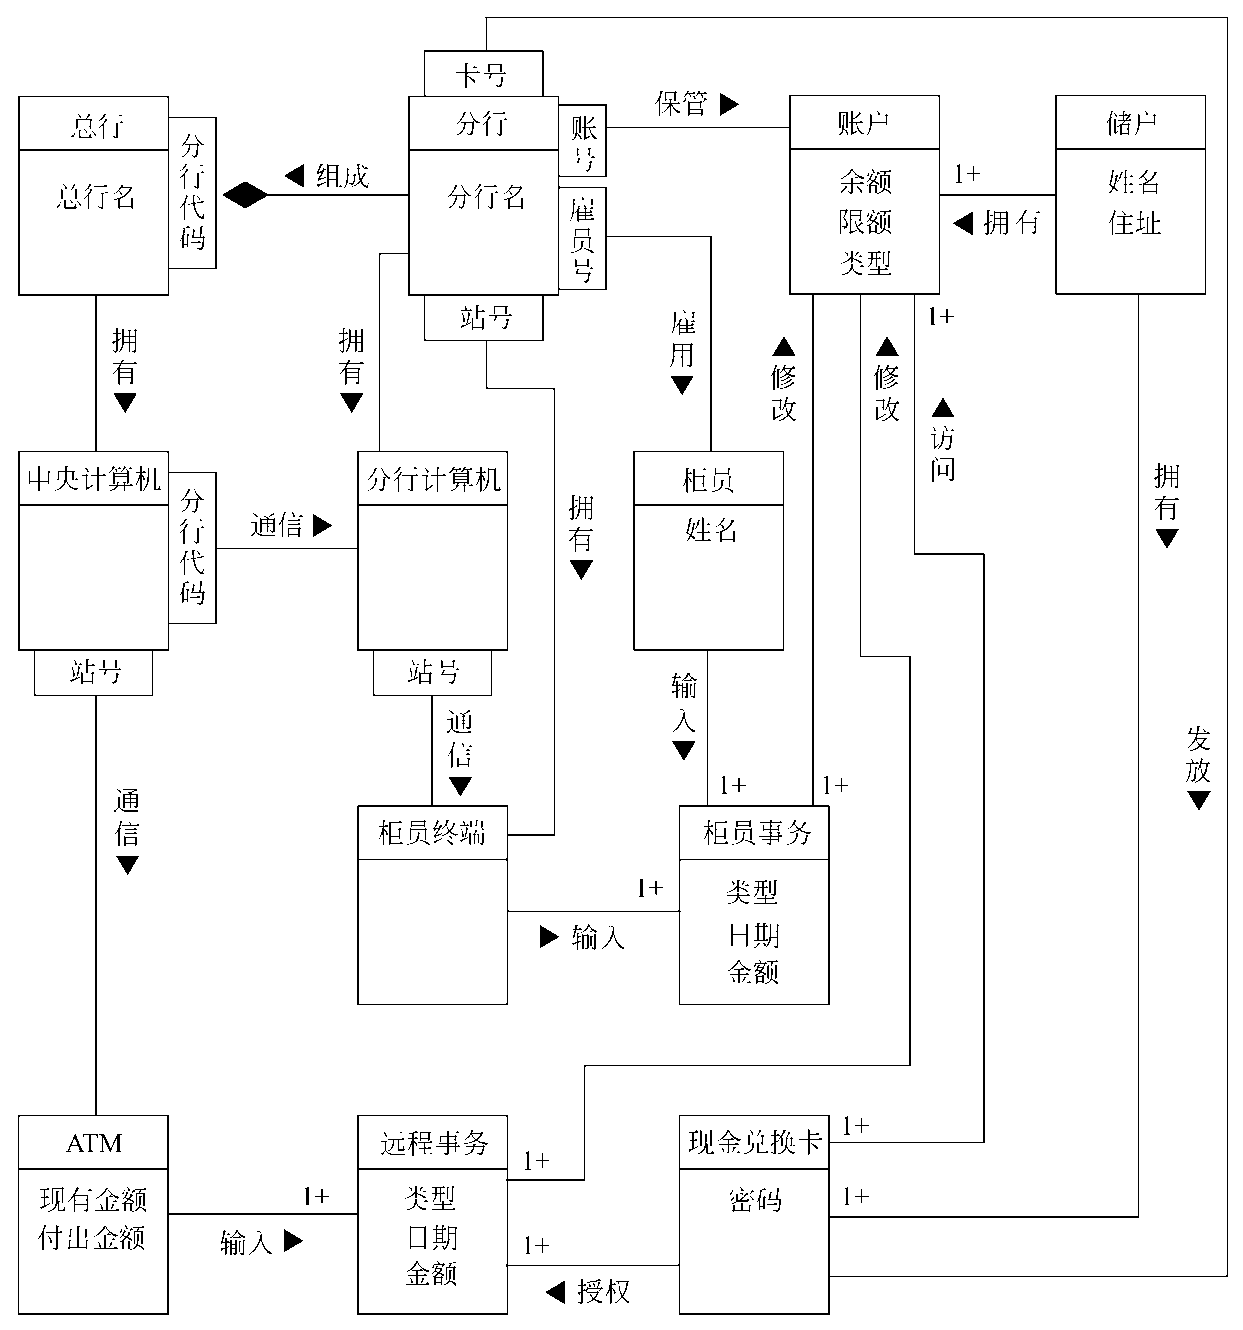 卡号
总行
总行名
分行代码
组成
分行
分行名
账号
雇员号
站号
保管
账户
余额
限额
类型
1+
拥有
储户
姓名
住址
拥有
拥有
雇用
修改
修改
1+
访问
中央计算机
分行代码
站号
通信
分行计算机
站号
拥有
柜员
姓名
拥有
通信
通信
输入
1+
1+
发放
柜员终端
1+
输入
柜员事务
类型
日期
金额
ATM
现有金额
付出金额
1+
输入
远程事务
类型
日期
金额
1+
1+
授权
现金兑换卡
密码
1+
1+